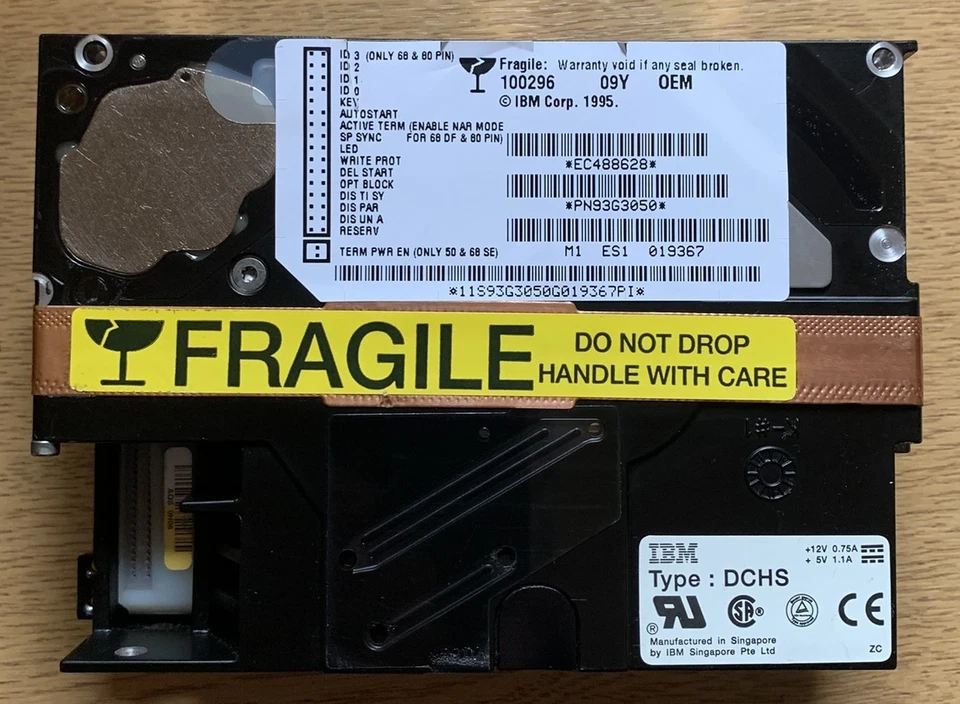 ID 3 (ONLY 68 & 80 PIN)
ID 2
ID 1
ID 0
KEY
AUTOSTART
ACTIVE TERM (ENABLE NAR MODE
SP SYNC FOR 68 DF & 80 PIN)
LED
WRITE PROT
DEL START
OPT BLOCK
DIS TI SY
DIS PAR
DIS UN A
RESERV
TERM PWR EN (ONLY 50 & 68 SE)
Fragile: Warranty void if any seal broken.
100296 09Y OEM
© IBM Corp. 1995.
*EC488628*
*PN93G3050*
M1 ES1 019367
*11S93G3050G019367PI*
FRAGILE
DO NOT DROP
HANDLE WITH CARE
IBM
+12V 0.75A
+ 5V 1.1A
Type : DCHS
® RU SA® CE
Manufactured in Singapore
by IBM Singapore Pte Ltd
ZC